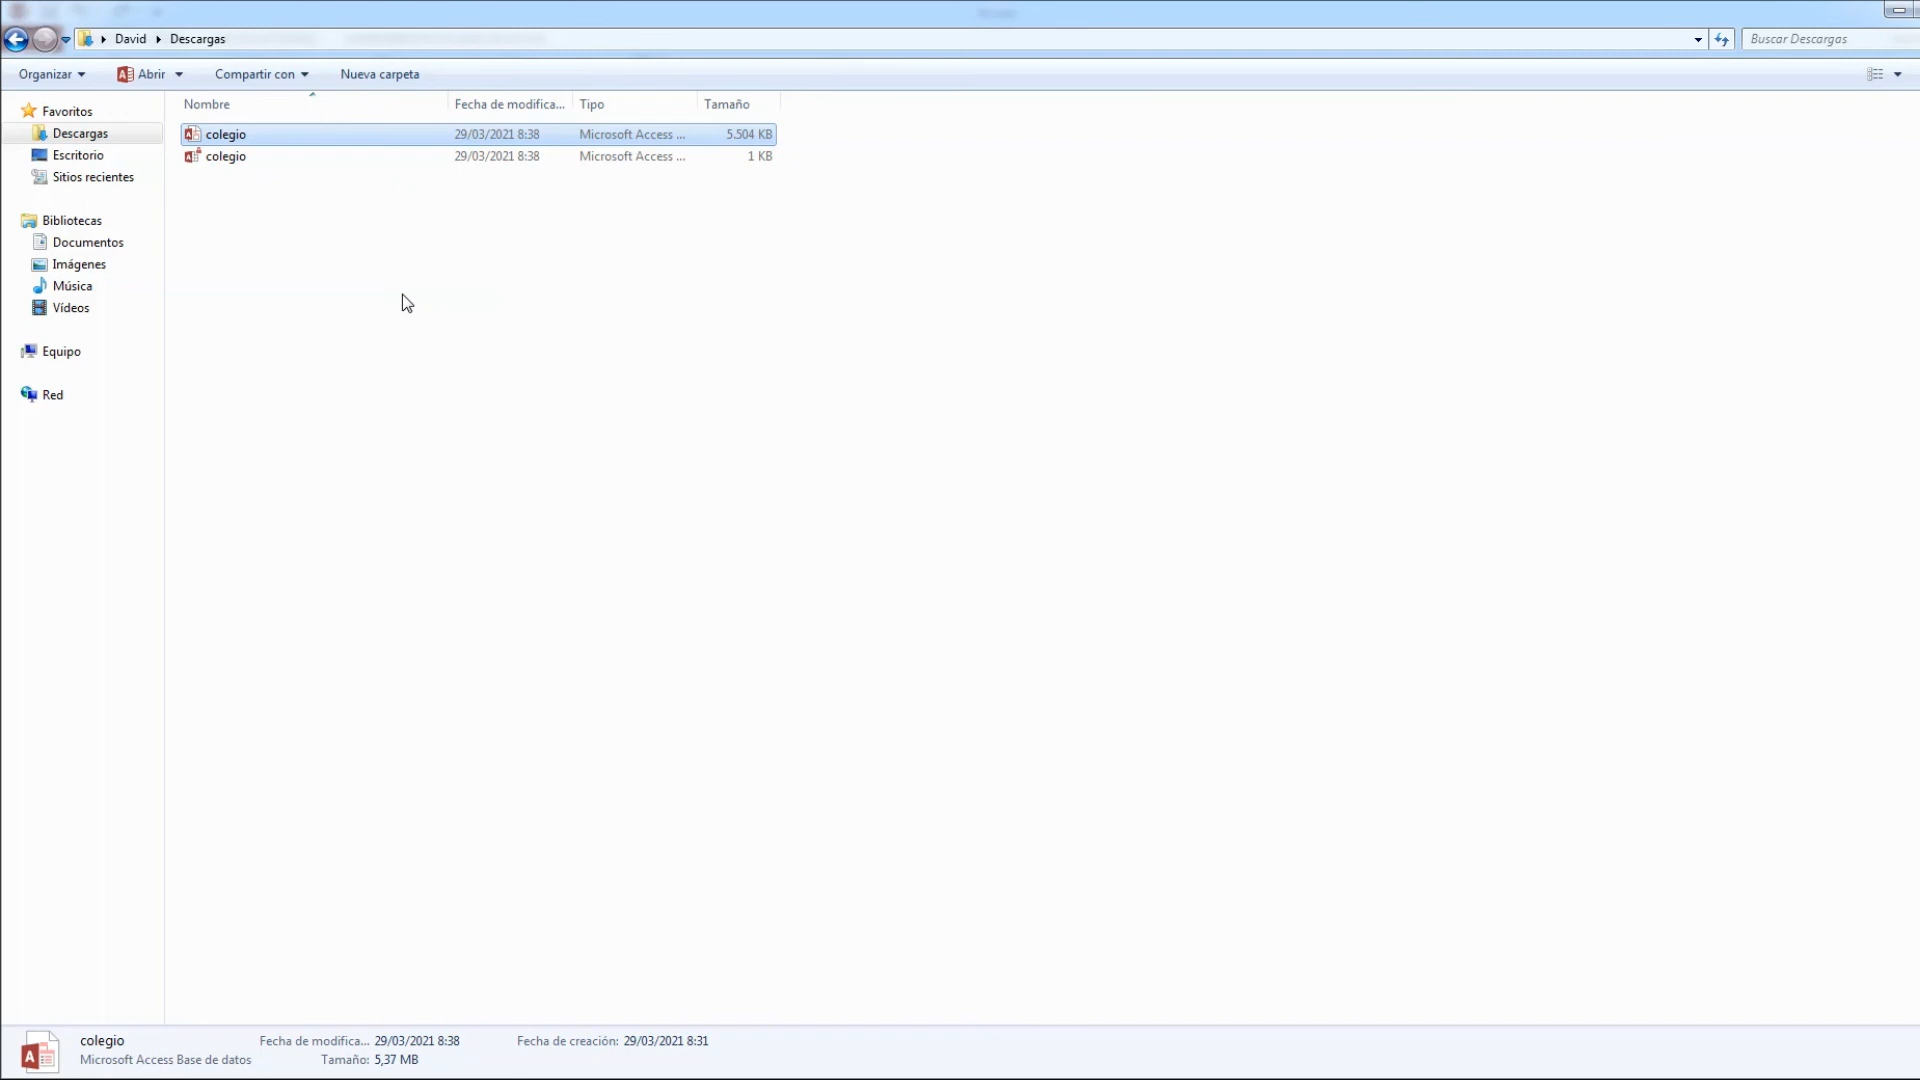 David Descargas
Buscar Descargas
Organizar Abrir Compartir con Nueva carpeta
Nombre Fecha de modifica... Tipo Tamaño
colegio 29/03/2021 8:38 Microsoft Access ... 5.504 KB
colegio 29/03/2021 8:38 Microsoft Access ... 1 KB
Favoritos
Descargas
Escritorio
Sitios recientes
Bibliotecas
Documentos
Imágenes
Música
Vídeos
Equipo
Red
colegio Fecha de modifica... 29/03/2021 8:38 Fecha de creación: 29/03/2021 8:31
Microsoft Access Base de datos Tamaño: 5,37 MB